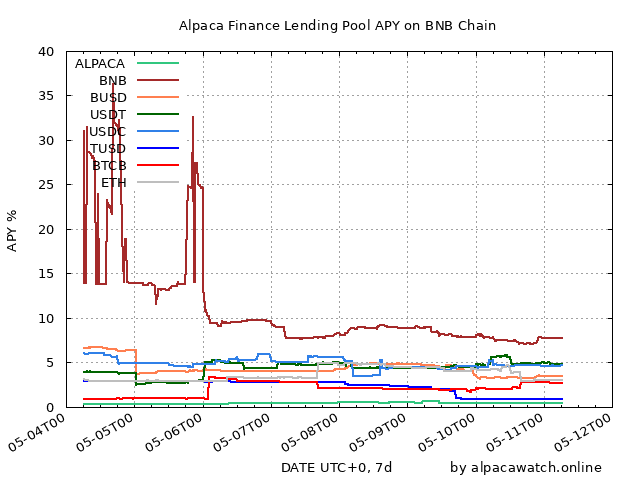 Alpaca Finance Lending Pool APY on BNB Chain
40
35
30
25
20
15
10
5
0
APY %
ALPACA
BNB
BUSD
USDT
USDC
TUSD
BTCB
ETH
05-04T00
05-05T00
05-06T00
05-07T00
05-08T00
05-09T00
05-10T00
05-11T00
05-12T00
DATE UTC+0, 7d
by alpacawatch.online